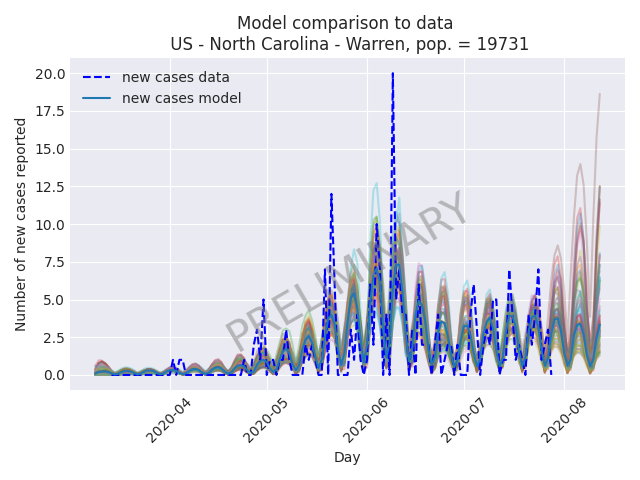 Model comparison to data
US - North Carolina - Warren, pop. = 19731
new cases data
new cases model
PRELIMINARY
Number of new cases reported
20.0
17.5
15.0
12.5
10.0
7.5
5.0
2.5
0.0
2020-04
2020-05
2020-06
2020-07
2020-08
Day